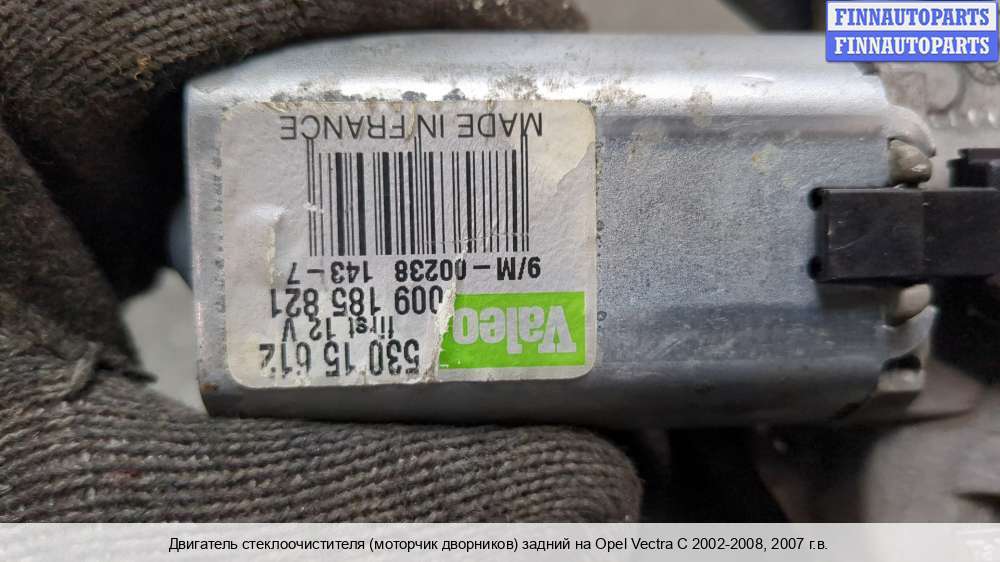 FINNAUTOPARTS
FINNAUTOPARTS
Valeo
530 15 612
first 12 V
009 185 821
9/M - 00238 143 - 7
MADE IN FRANCE
Двигатель стеклоочистителя (моторчик дворников) задний на Opel Vectra C 2002-2008, 2007 г.в.